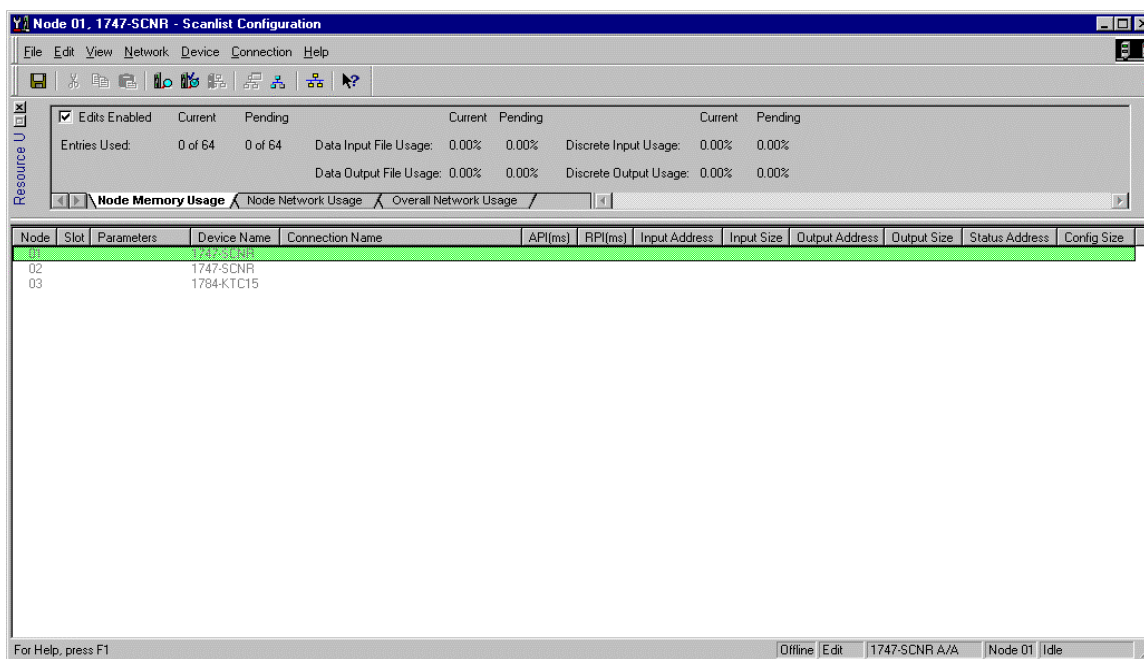 Node 01, 1747-SCNR - Scanlist Configuration
File Edit View Network Device Connection Help
Resource U
Edits Enabled Current Pending Current Pending Current Pending
Entries Used: 0 of 64 0 of 64 Data Input File Usage: 0.00% 0.00% Discrete Input Usage: 0.00% 0.00%
Data Output File Usage: 0.00% 0.00% Discrete Output Usage: 0.00% 0.00%
Node Memory Usage Node Network Usage Overall Network Usage
Node Slot Parameters Device Name Connection Name API(ms) RPI(ms) Input Address Input Size Output Address Output Size Status Address Config Size
01 1747-SCNR
02 1747-SCNR
03 1784-KTC15
For Help, press F1 Offline Edit 1747-SCNR A/A Node 01 Idle